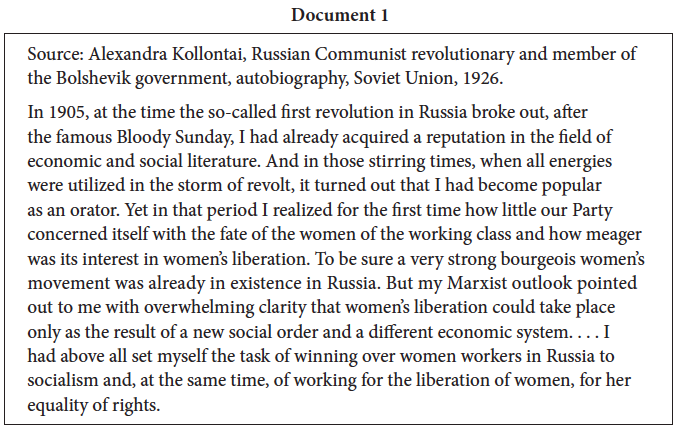 Document 1
Source: Alexandra Kollontai, Russian Communist revolutionary and member of
the Bolshevik government, autobiography, Soviet Union, 1926.
In 1905, at the time the so-called first revolution in Russia broke out, after
the famous Bloody Sunday, I had already acquired a reputation in the field of
economic and social literature. And in those stirring times, when all energies
were utilized in the storm of revolt, it turned out that I had become popular
as an orator. Yet in that period I realized for the first time how little our Party
concerned itself with the fate of the women of the working class and how meager
was its interest in women’s liberation. To be sure a very strong bourgeois women’s
movement was already in existence in Russia. But my Marxist outlook pointed
out to me with overwhelming clarity that women’s liberation could take place
only as the result of a new social order and a different economic system. . . . I
had above all set myself the task of winning over women workers in Russia to
socialism and, at the same time, of working for the liberation of women, for her
equality of rights.